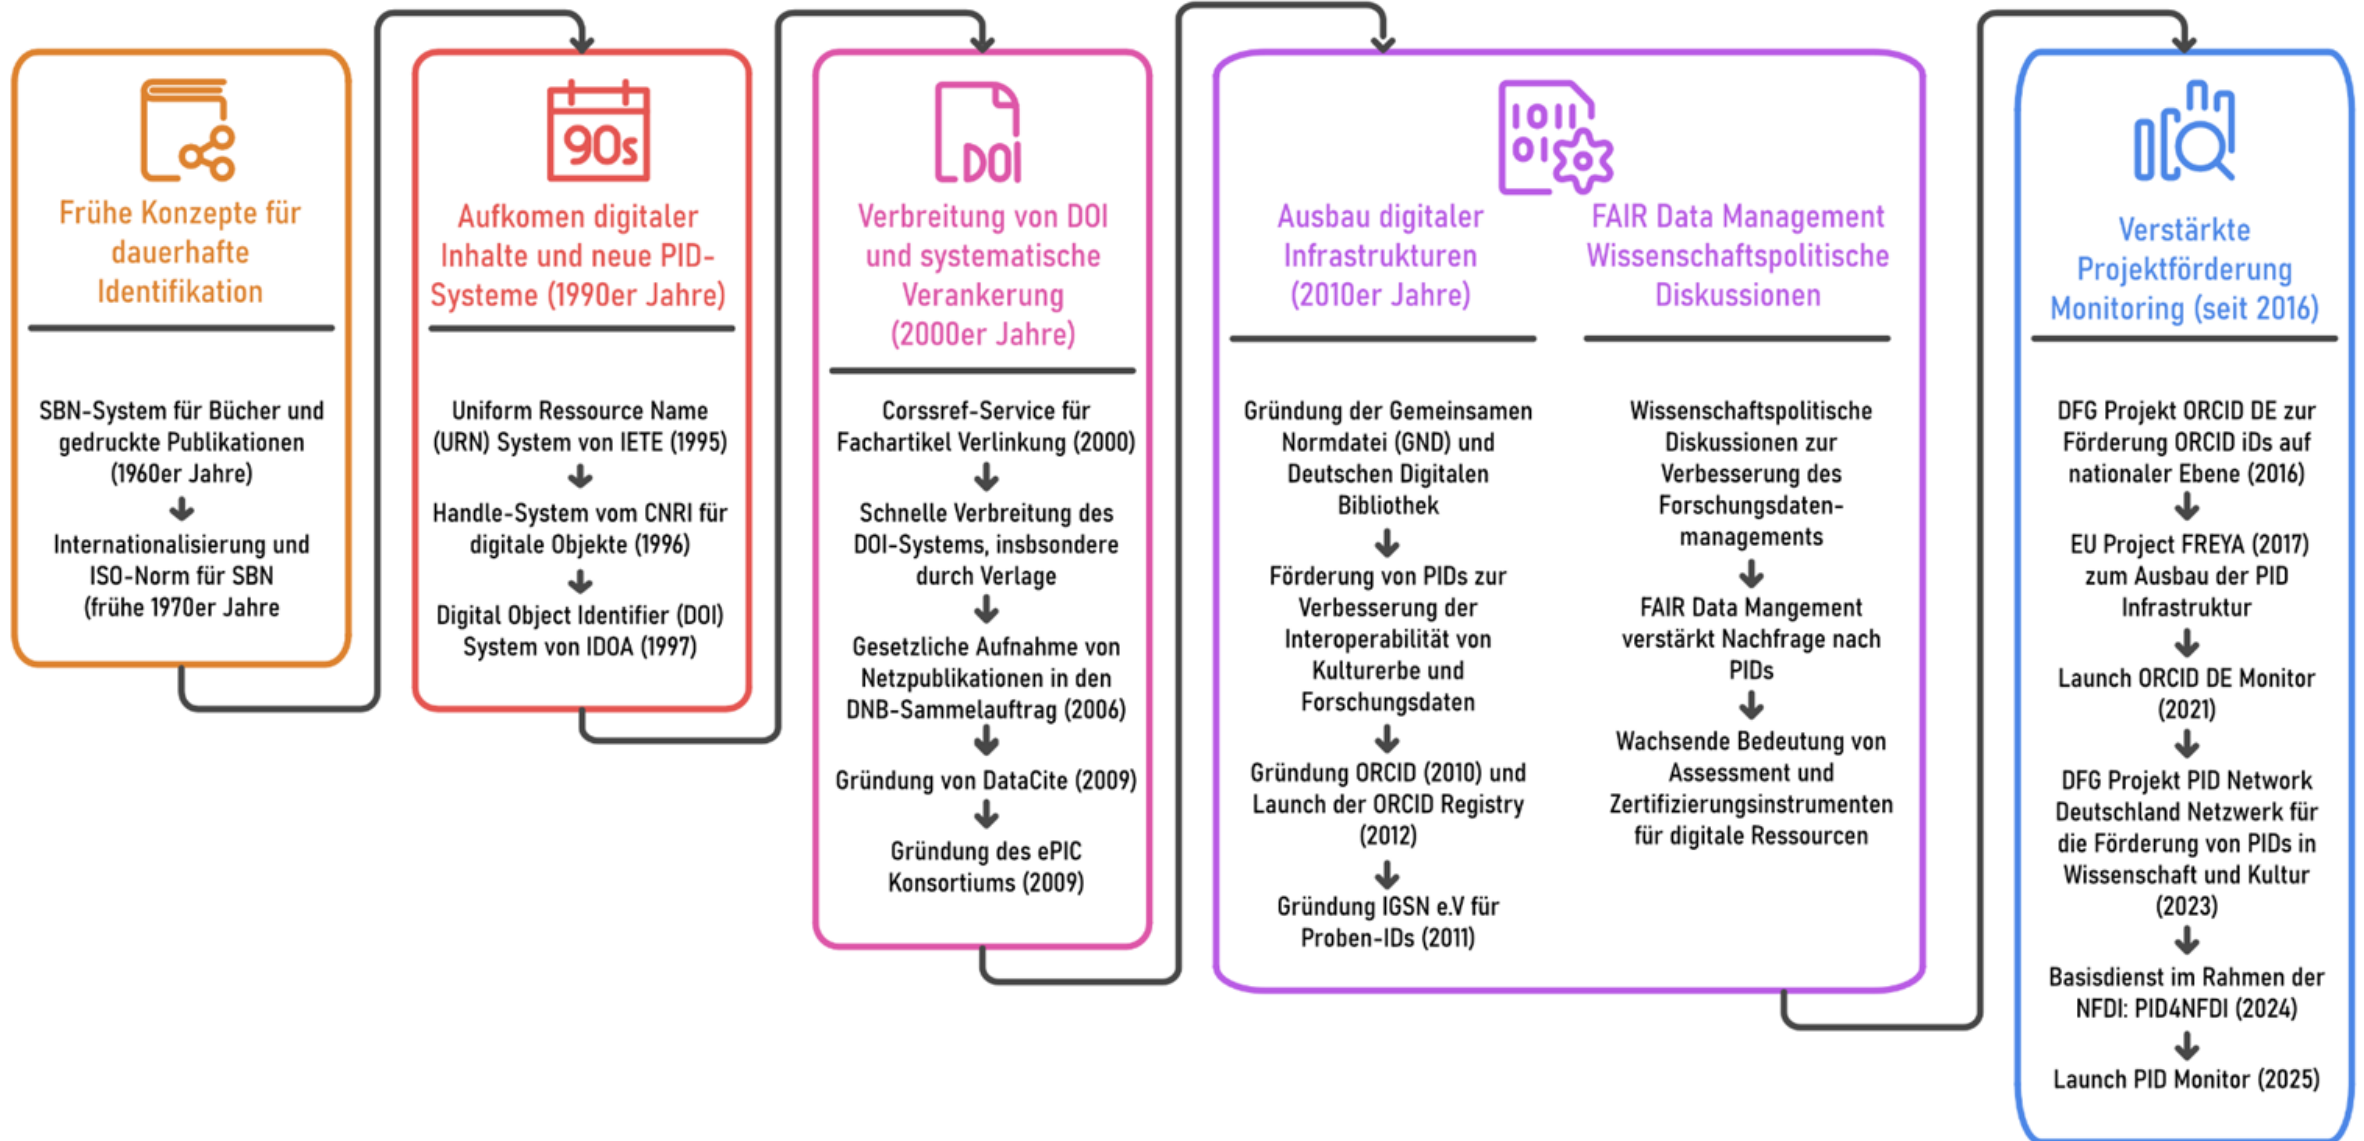 Frühe Konzepte für
dauerhafte
Identifikation
SBN-System für Bücher und
gedruckte Publikationen
(1960er Jahre)
Internationalisierung und
ISO-Norm für SBN
(frühe 1970er Jahre
90s
Aufkomen digitaler
Inhalte und neue PID-
Systeme (1990er Jahre)
Uniform Ressource Name
(URN) System von IETE (1995)
Handle-System vom CNRI für
digitale Objekte (1996)
Digital Object Identifier (DOI)
System von IDOA (1997)
DOI
Verbreitung von DOI
und systematische
Verankerung
(2000er Jahre)
Corssref-Service für
Fachartikel Verlinkung (2000)
Schnelle Verbreitung des
DOI-Systems, insbsondere
durch Verlage
Gesetzliche Aufnahme von
Netzpublikationen in den
DNB-Sammelauftrag (2006)
Gründung von DataCite (2009)
Gründung des ePIC
Konsortiums (2009)
1011
01
Ausbau digitaler
Infrastrukturen
(2010er Jahre)
Gründung der Gemeinsamen
Normdatei (GND) und
Deutschen Digitalen
Bibliothek
Förderung von PIDs zur
Verbesserung der
Interoperabilität von
Kulturerbe und
Forschungsdaten
Gründung ORCID (2010) und
Launch der ORCID Registry
(2012)
Gründung IGSN e.V für
Proben-IDs (2011)
FAIR Data Management
Wissenschaftspolitische
Diskussionen
Wissenschaftspolitische
Diskussionen zur
Verbesserung des
Forschungsdaten-
managements
FAIR Data Mangement
verstärkt Nachfrage nach
PIDs
Wachsende Bedeutung von
Assessment und
Zertifizierungsinstrumenten
für digitale Ressourcen
Verstärkte
Projektförderung
Monitoring (seit 2016)
DFG Projekt ORCID DE zur
Förderung ORCID iDs auf
nationaler Ebene (2016)
EU Project FREYA (2017)
zum Ausbau der PID
Infrastruktur
Launch ORCID DE Monitor
(2021)
DFG Projekt PID Network
Deutschland Netzwerk für
die Förderung von PIDs in
Wissenschaft und Kultur
(2023)
Basisdienst im Rahmen der
NFDI: PID4NFDI (2024)
Launch PID Monitor (2025)